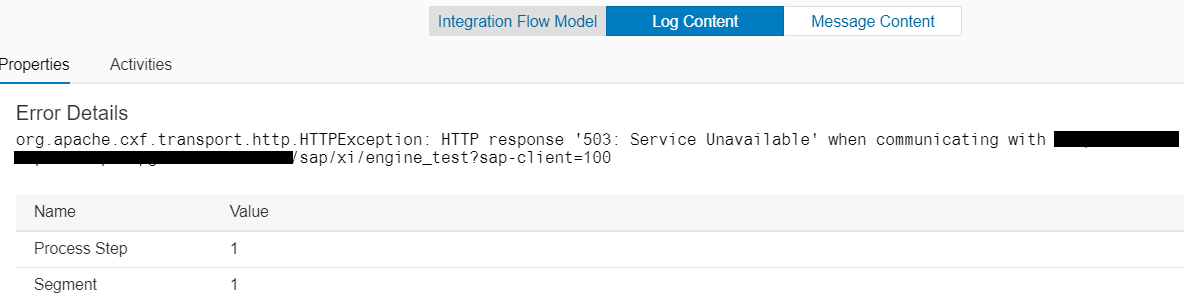 Integration Flow Model Log Content Message Content
Properties Activities
Error Details
org.apache.cxf.transport.http.HTTPException: HTTP response '503: Service Unavailable' when communicating with
/sap/xi/engine_test?sap-client=100
Name Value
Process Step 1
Segment 1